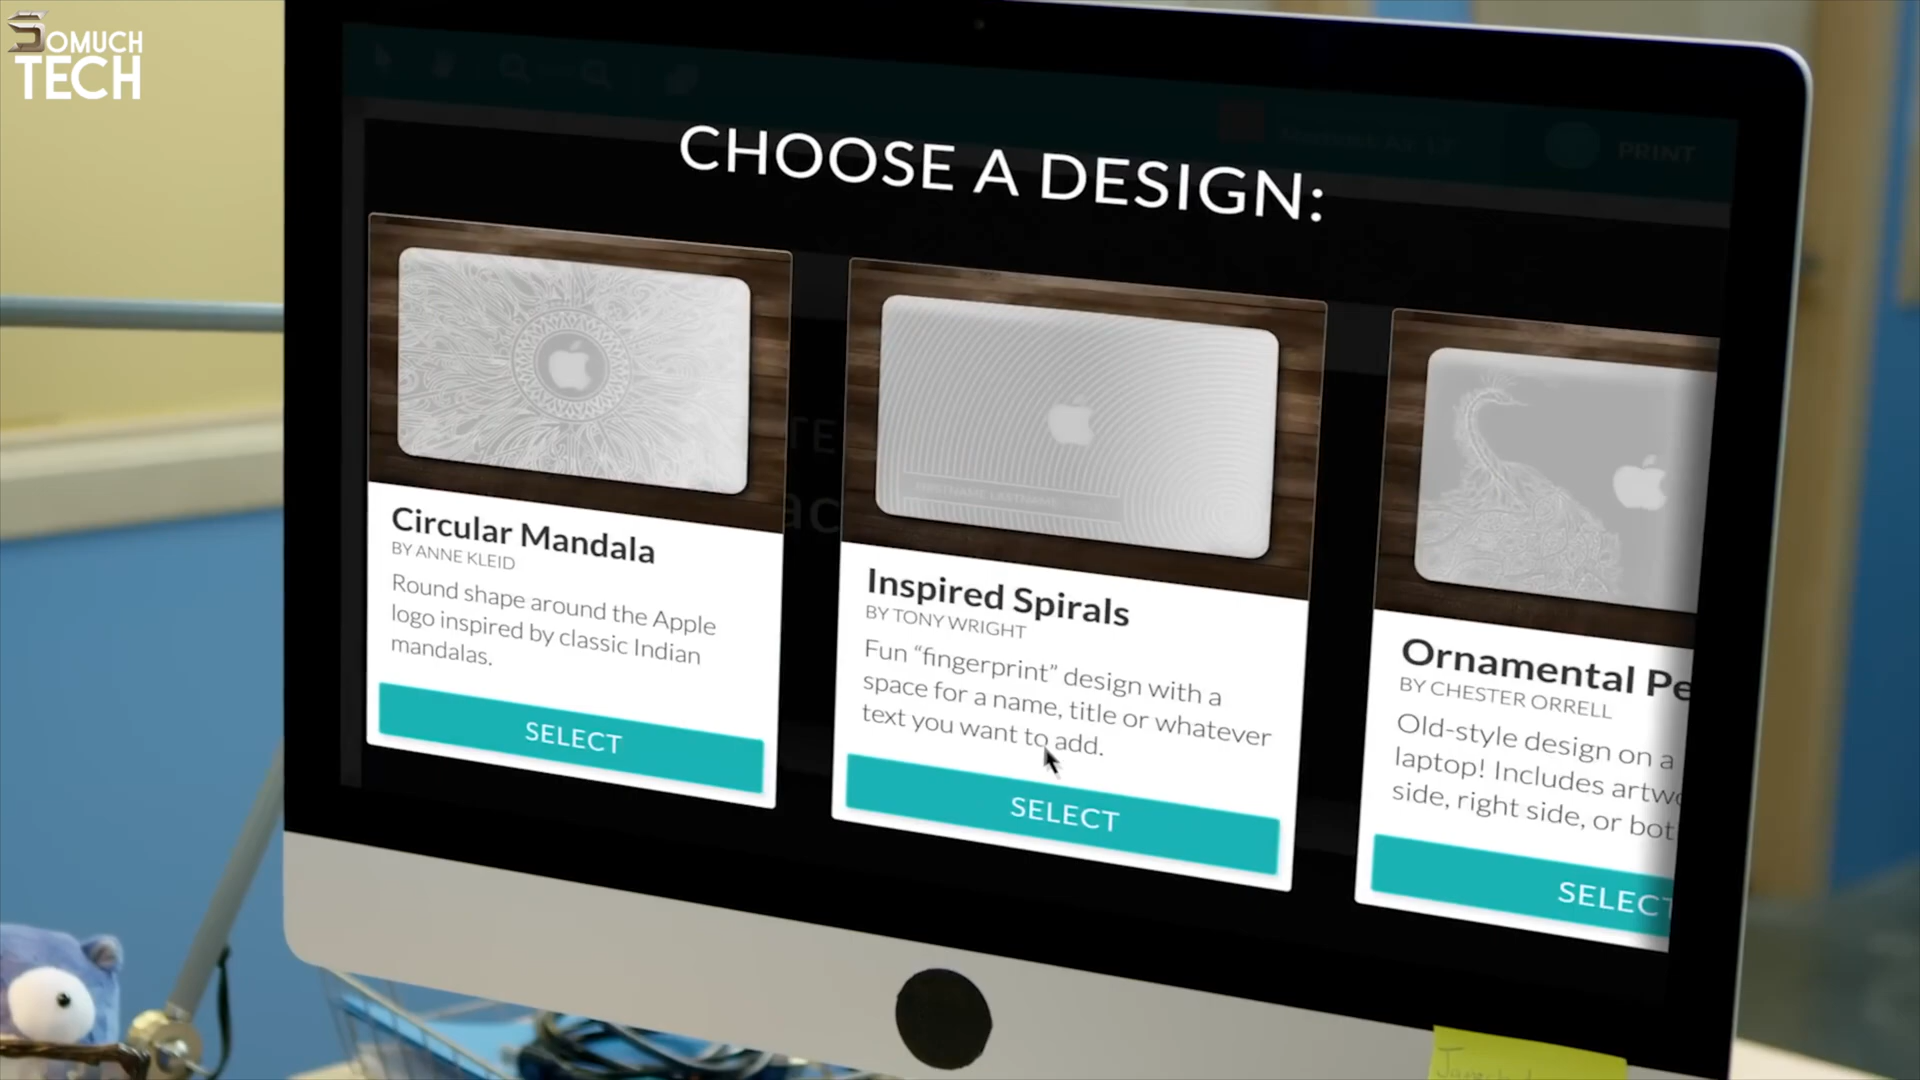 SOMUCH
TECH
PRINT
CHOOSE A DESIGN:
Circular Mandala
BY ANNE KLEID
Round shape around the Apple
logo inspired by classic Indian
mandalas.
SELECT
FIRSTNAME LASTNAME
Inspired Spirals
BY TONY WRIGHT
Fun “fingerprint” design with a
space for a name, title or whatever
text you want to add.
SELECT
Ornamental Pe
BY CHESTER ORRELL
Old-style design on a
laptop! Includes artw
side, right side, or bot
SELECT